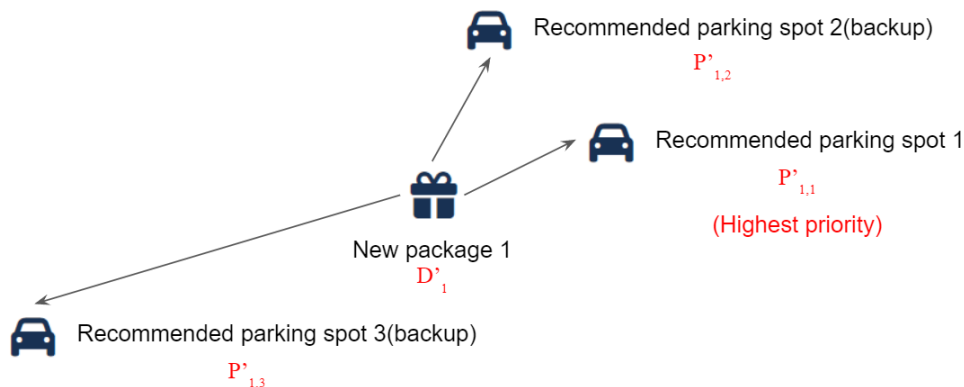 Recommended parking spot 2(backup)
P’1,2
Recommended parking spot 1
P’1,1
(Highest priority)
New package 1
D’1
Recommended parking spot 3(backup)
P’1,3